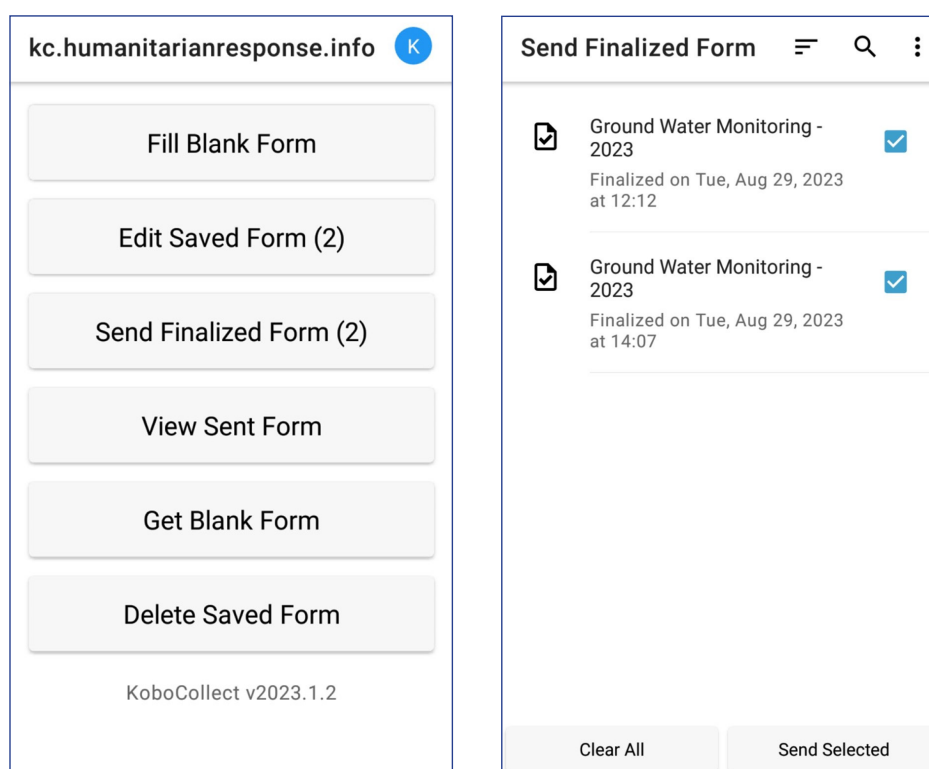 kc.humanitarianresponse.info
K
Fill Blank Form
Edit Saved Form (2)
Send Finalized Form (2)
View Sent Form
Get Blank Form
Delete Saved Form
KoboCollect v2023.1.2
Send Finalized Form
Ground Water Monitoring -
2023
Finalized on Tue, Aug 29, 2023
at 12:12
Ground Water Monitoring -
2023
Finalized on Tue, Aug 29, 2023
at 14:07
Clear All
Send Selected